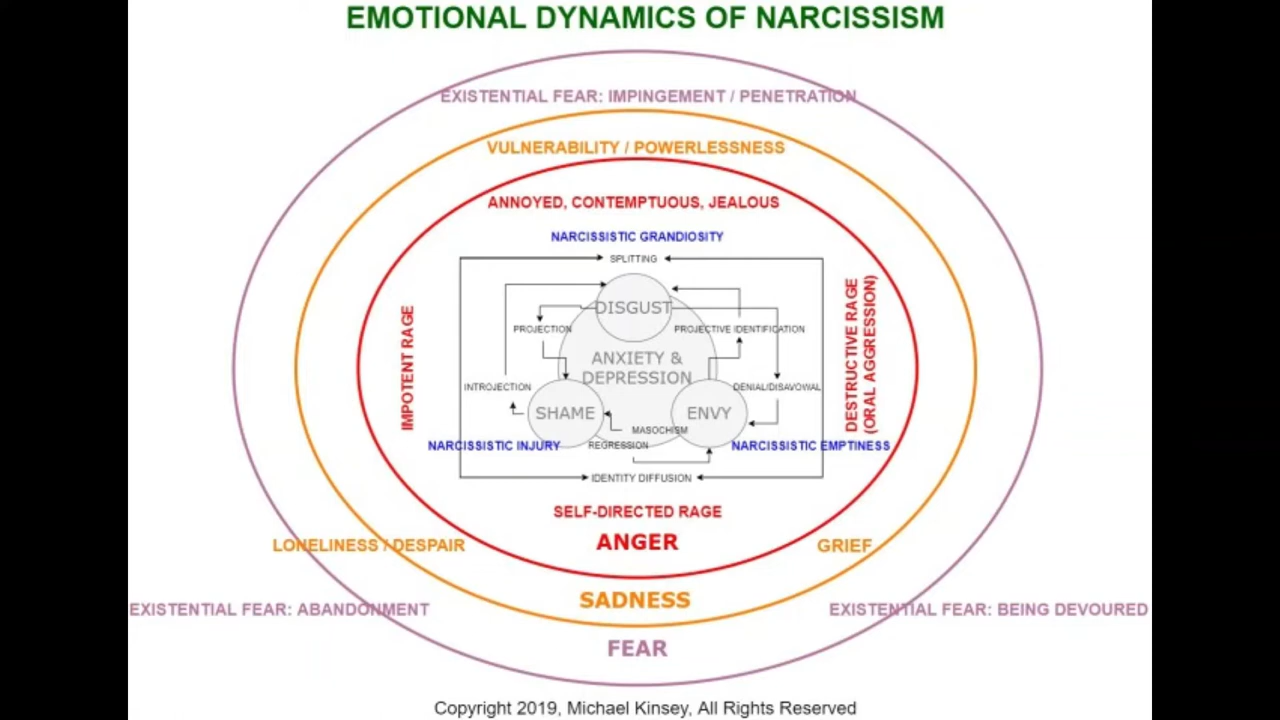 EMOTIONAL DYNAMICS OF NARCISSISM
EXISTENTIAL FEAR: IMPINGEMENT / PENETRATION
VULNERABILITY / POWERLESSNESS
ANNOYED, CONTEMPTUOUS, JEALOUS
NARCISSISTIC GRANDIOSITY
SPLITTING
DISGUST
PROJECTION
PROJECTIVE IDENTIFICATION
IMPOTENT RAGE
DESTRUCTIVE RAGE
(ORAL AGGRESSION)
ANXIETY &
DEPRESSION
INTROJECTION
DENIAL/DISAVOWAL
SHAME
ENVY
MASOCHISM
REGRESSION
NARCISSISTIC INJURY
NARCISSISTIC EMPTINESS
IDENTITY DIFFUSION
SELF-DIRECTED RAGE
ANGER
LONELINESS / DESPAIR
GRIEF
SADNESS
EXISTENTIAL FEAR: ABANDONMENT
EXISTENTIAL FEAR: BEING DEVOURED
FEAR
Copyright 2019, Michael Kinsey, All Rights Reserved